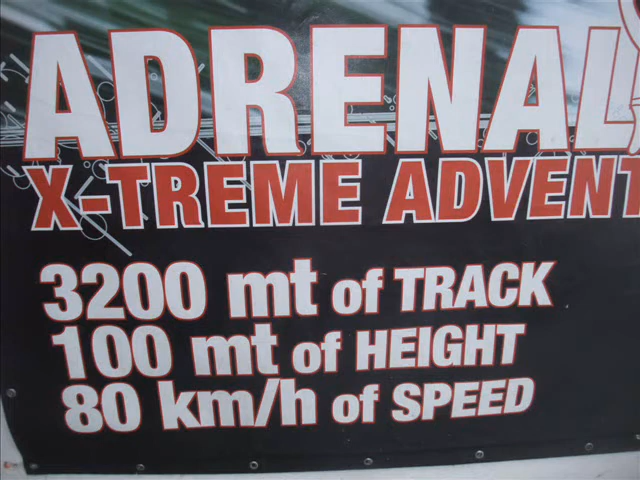 ADRENAL
X-TREME ADVENT
3200 mt of TRACK
100 mt of HEIGHT
80 km/h of SPEED